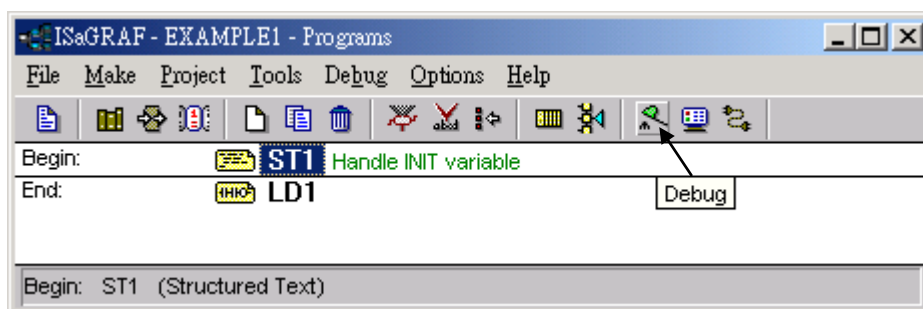 ISaGRAF - EXAMPLE1 - Programs
File Make Project Tools Debug Options Help
Begin: ST1 Handle INIT variable
End: LD1
Debug
Begin: ST1 (Structured Text)